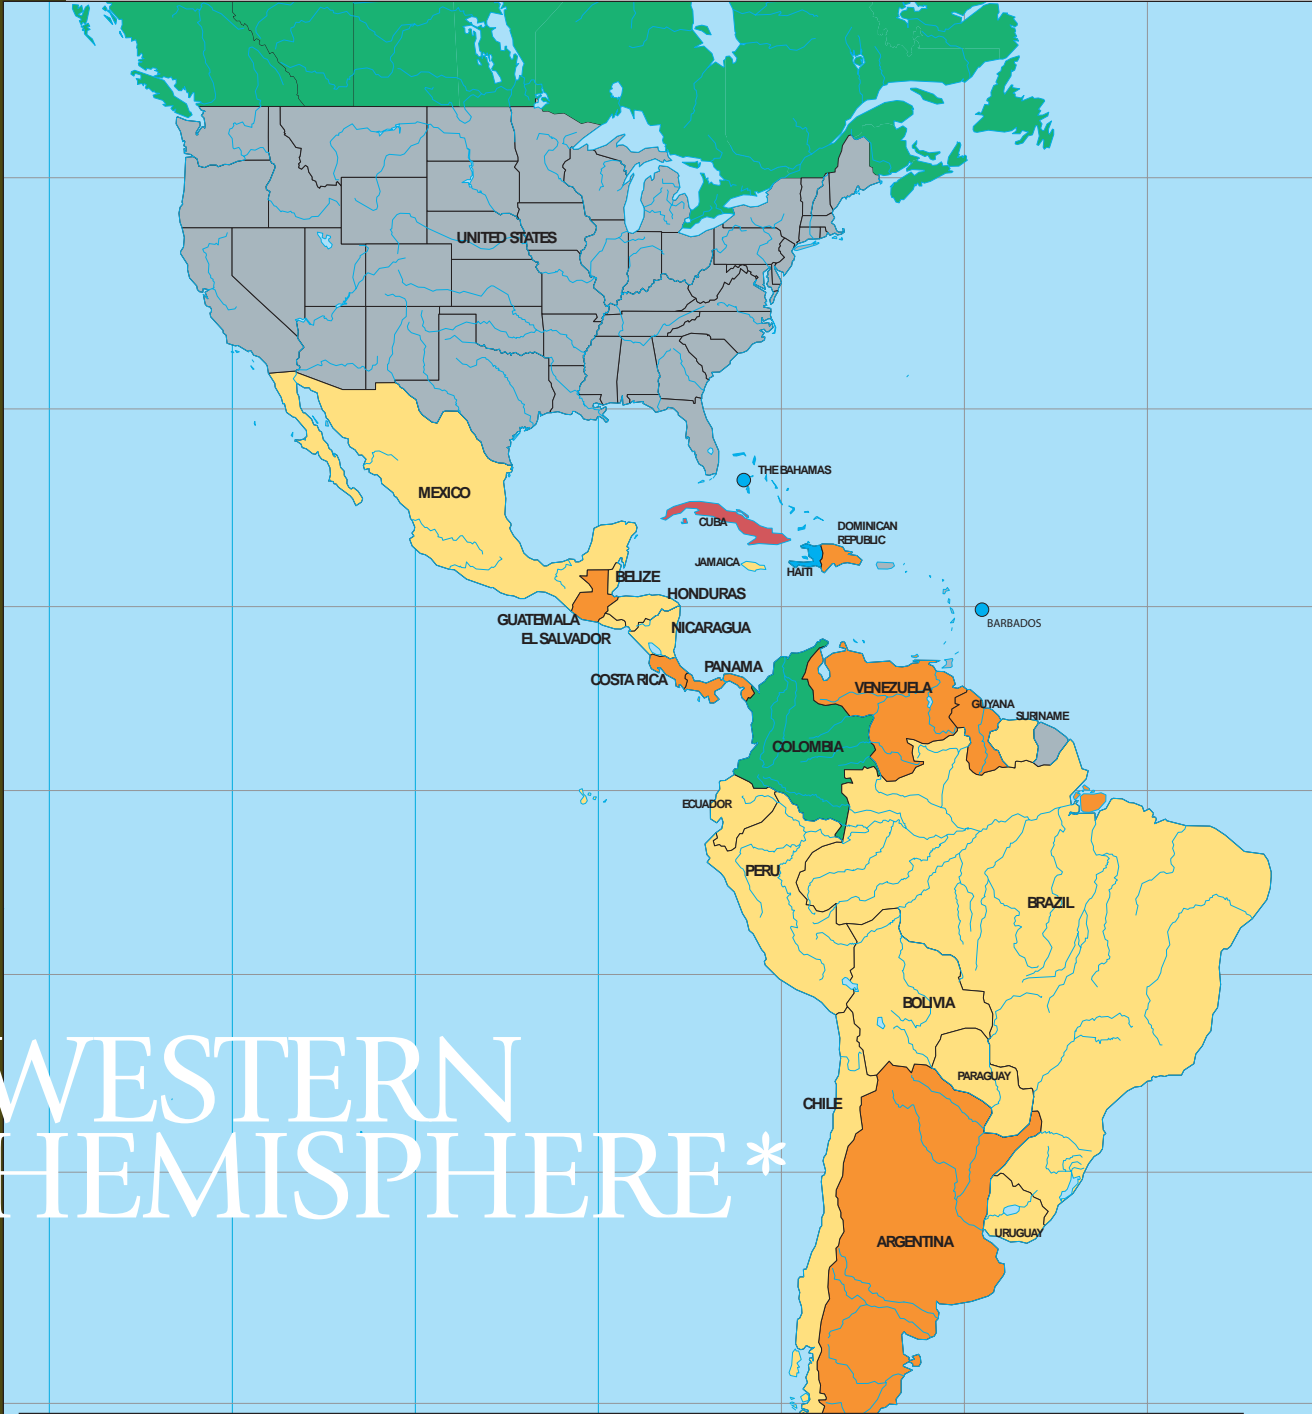 UNITED STATES
THE BAHAMAS
MEXICO
CUBA
DOMINICAN
REPUBLIC
JAMAICA
HAITI
BELIZE
HONDURAS
GUATEMALA
BARBADOS
NICARAGUA
EL SALVADOR
PANAMA
COSTA RICA
VENEZUELA
GUYANA
SURINAME
COLOMBIA
ECUADOR
PERU
BRAZIL
BOLIVIA
PARAGUAY
CHILE
WESTERN
HEMISPHERE*
URUGUAY
ARGENTINA